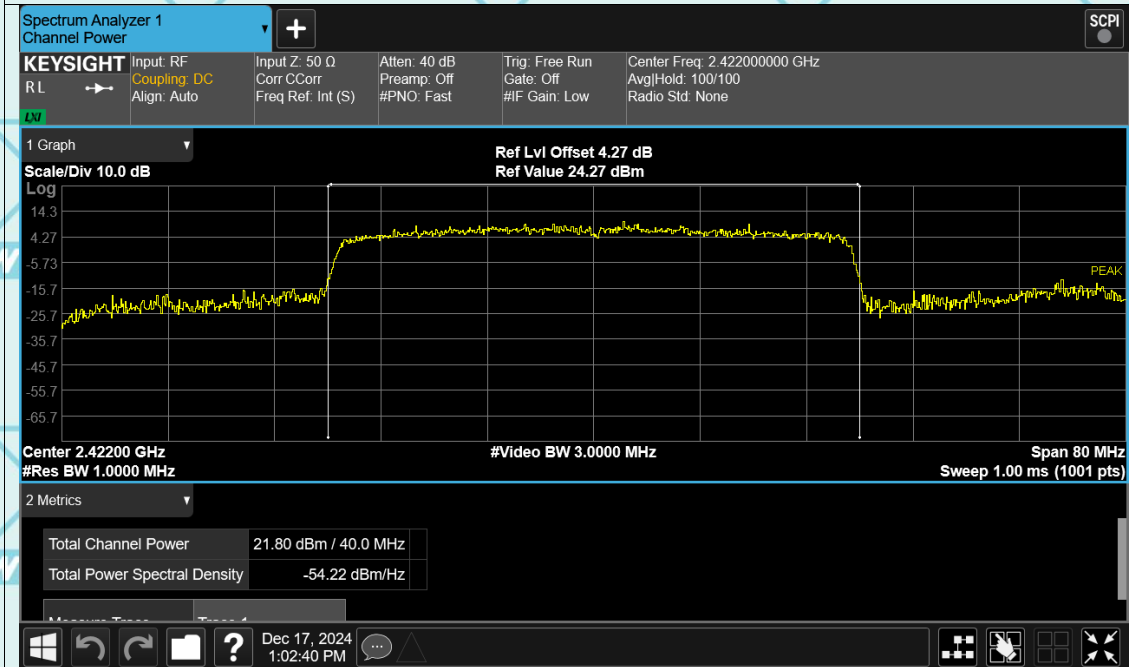 Spectrum Analyzer 1
Channel Power
+
SCPI
KEYSIGHT
R L
LXI
Input: RF
Coupling: DC
Align: Auto
Input Z: 50 Ω
Corr CCorr
Freq Ref: Int (S)
Atten: 40 dB
Preamp: Off
#PNO: Fast
Trig: Free Run
Gate: Off
#IF Gain: Low
Center Freq: 2.422000000 GHz
Avg|Hold: 100/100
Radio Std: None
1 Graph
Scale/Div 10.0 dB
Ref Lvl Offset 4.27 dB
Ref Value 24.27 dBm
Log
14.3
4.27
-5.73
-15.7
-25.7
-35.7
-45.7
-55.7
-65.7
PEAK
Center 2.42200 GHz
#Res BW 1.0000 MHz
#Video BW 3.0000 MHz
Span 80 MHz
Sweep 1.00 ms (1001 pts)
2 Metrics
Total Channel Power 21.80 dBm / 40.0 MHz
Total Power Spectral Density -54.22 dBm/Hz
?
Dec 17, 2024
1:02:40 PM